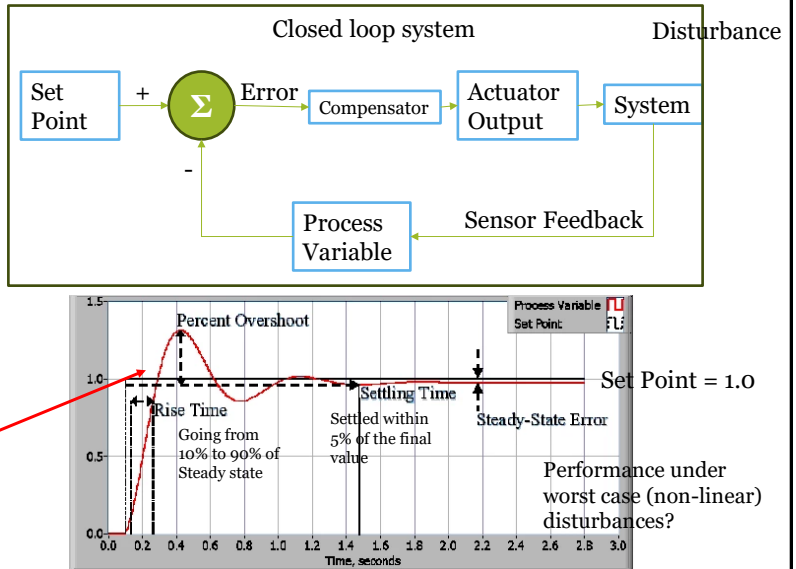 Closed loop system
Disturbance
Set
Point
+
Σ
Error
Compensator
Actuator
Output
System
-
Process
Variable
Sensor Feedback
Process Variable
Set Point
1.5
Percent Overshoot
1.0
Set Point = 1.0
Rise Time
Settling Time
Steady-State Error
Going from
10% to 90% of
Steady state
Settled within
5% of the final
value
0.5
Performance under
worst case (non-linear)
disturbances?
0.0
0.0 0.2 0.4 0.6 0.8 1.0 1.2 1.4 1.6 1.8 2.0 2.2 2.4 2.6 2.8 3.0
Time, seconds